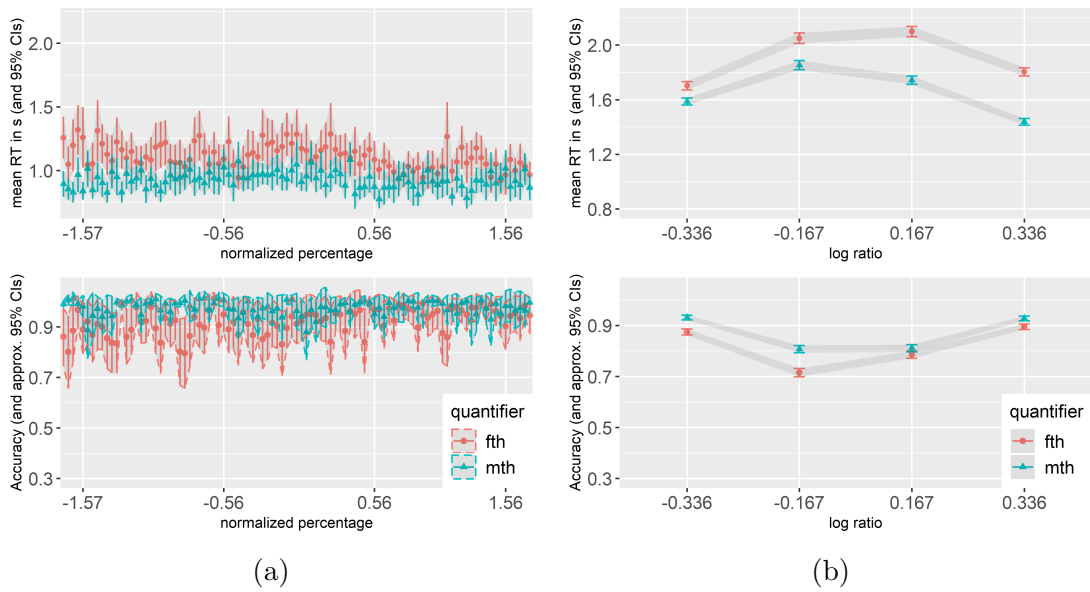 mean RT in s (and 95% CIs)
2.0
1.5
1.0
-1.57
-0.56
0.56
1.56
normalized percentage
Accuracy (and approx. 95% CIs)
0.9
0.7
0.5
0.3
quantifier
fth
mth
-1.57
-0.56
0.56
1.56
normalized percentage
(a)
mean RT in s (and 95% CIs)
2.0
1.6
1.2
0.8
-0.336
-0.167
0.167
0.336
log ratio
Accuracy (and approx. 95% CIs)
0.9
0.7
0.5
0.3
quantifier
fth
mth
-0.336
-0.167
0.167
0.336
log ratio
(b)